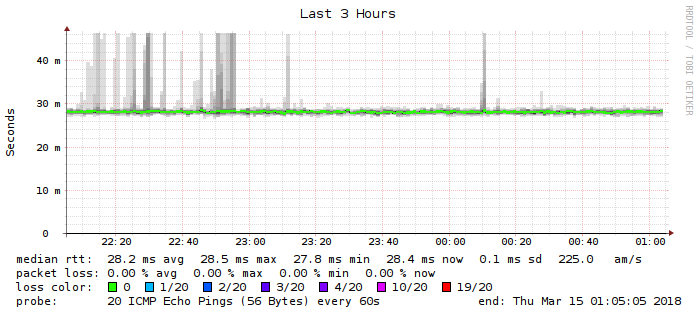 Last 3 Hours
RRDTOOL / TOBI OETIKER
Seconds
40 m
30 m
20 m
10 m
0
22:20 22:40 23:00 23:20 23:40 00:00 00:20 00:40 01:00
median rtt: 28.2 ms avg 28.5 ms max 27.8 ms min 28.4 ms now 0.1 ms sd 225.0 am/s
packet loss: 0.00 % avg 0.00 % max 0.00 % min 0.00 % now
loss color: 0 1/20 2/20 3/20 4/20 10/20 19/20
probe: 20 ICMP Echo Pings (56 Bytes) every 60s end: Thu Mar 15 01:05:05 2018